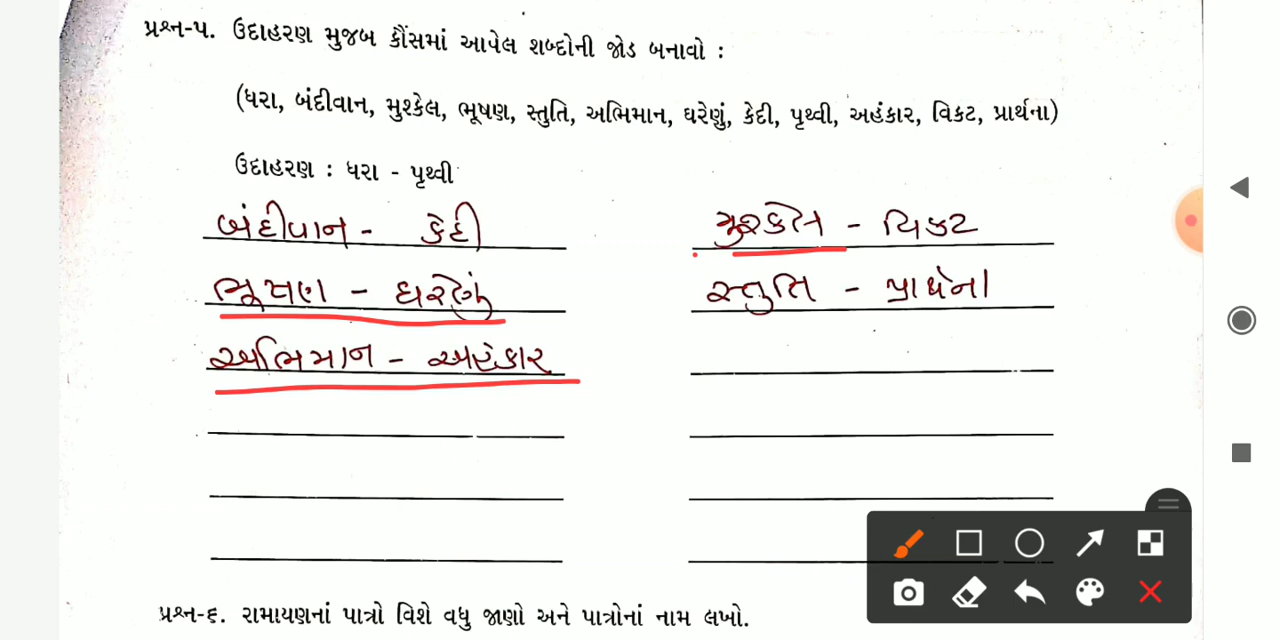 પ્રશ્ન-૫. ઉદાહરણ મુજબ કૌંસમાં આપેલ શબ્દોની જોડ બનાવો :
(ધરા, બંદીવાન, મુશ્કેલ, ભૂષણ, સ્તુતિ, અભિમાન, ઘરેણું, કેદી, પૃથ્વી, અહંકાર, વિકટ, પ્રાર્થના)
ઉદાહરણ : ધરા - પૃથ્વી
બંદીવાન - કેદી
મુશ્કેલ - વિકટ
ભૂષણ - ઘરેણું
સ્તુતિ - પ્રાર્થના
અભિમાન - અહંકાર
પ્રશ્ન-૬. રામાયણનાં પાત્રો વિશે વધુ જાણો અને પાત્રોનાં નામ લખો.